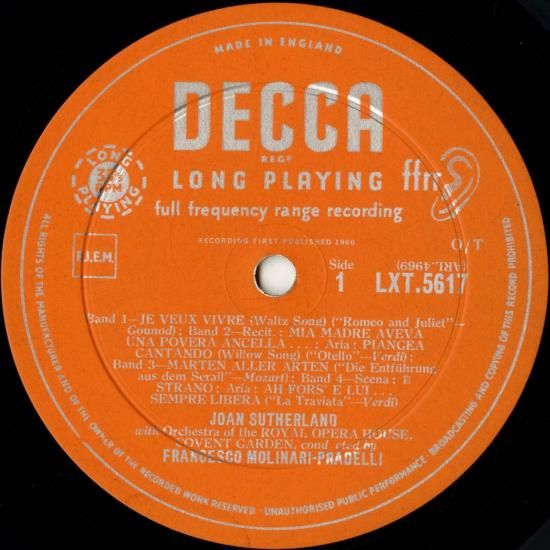 MADE IN ENGLAND
DECCA
REGD
LONG PLAYING ffrr
full frequency range recording
LONG PLAYING
33⅓ RPM
RECORDING FIRST PUBLISHED 1960
O/T
(ARL.4969)
Side
1
LXT.5617
Band 1—JE VEUX VIVRE (Waltz Song) ("Romeo and Juliet"—
Gounod) ; Band 2—Recit. : MIA MADRE AVEVA
UNA POVERA ANCELLA . . . : Aria : PIANGEA
CANTANDO (Willow Song) ("Otello"—Verdi) ;
Band 3—MARTEN ALLER ARTEN ("Die Entführung
aus dem Serail"—Mozart) ; Band 4—Scena : È
STRANO : Aria : AH FORS' È LUI . . .
SEMPRE LIBERA ("La Traviata"—Verdi)
JOAN SUTHERLAND
with Orchestra of the ROYAL OPERA HOUSE,
COVENT GARDEN, conducted by
FRANCESCO MOLINARI-PRADELLI
ALL RIGHTS OF THE MANUFACTURER AND OF THE OWNER OF THE RECORDED WORK RESERVED · UNAUTHORISED PUBLIC PERFORMANCE · BROADCASTING AND COPYING OF THIS RECORD PROHIBITED